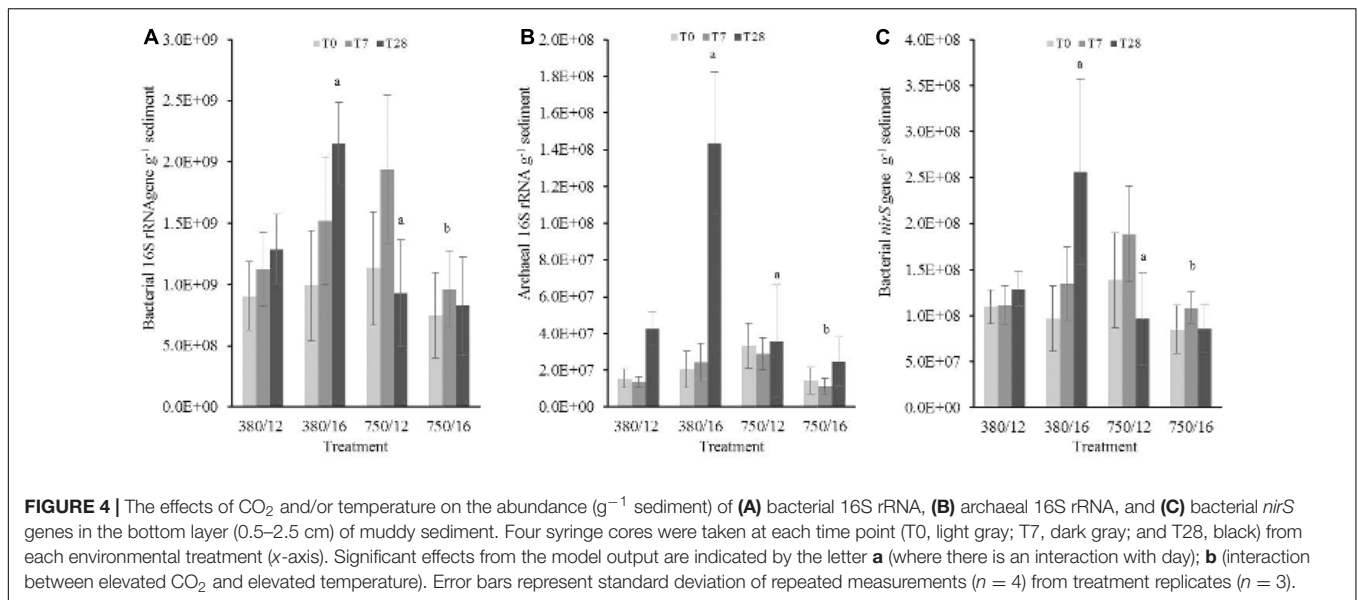 A
3.0E+09
2.5E+09
2.0E+09
1.5E+09
1.0E+09
5.0E+08
0.0E+00
Bacterial 16S rRNAgene g⁻¹ sediment
T0 T7 T28
a
a
b
380/12 380/16 750/12 750/16
Treatment
B
2.0E+08
1.8E+08
1.6E+08
1.4E+08
1.2E+08
1.0E+08
8.0E+07
6.0E+07
4.0E+07
2.0E+07
0.0E+00
Archaeal 16S rRNA g⁻¹ sediment
T0 T7 T28
a
a
b
380/12 380/16 750/12 750/16
Treatment
C
4.0E+08
3.5E+08
3.0E+08
2.5E+08
2.0E+08
1.5E+08
1.0E+08
5.0E+07
0.0E+00
Bacterial nirS gene g⁻¹ sediment
T0 T7 T28
a
a
b
380/12 380/16 750/12 750/16
Treatment
FIGURE 4 | The effects of CO₂ and/or temperature on the abundance (g⁻¹ sediment) of (A) bacterial 16S rRNA, (B) archaeal 16S rRNA, and (C) bacterial nirS
genes in the bottom layer (0.5–2.5 cm) of muddy sediment. Four syringe cores were taken at each time point (T0, light gray; T7, dark gray; and T28, black) from
each environmental treatment (x-axis). Significant effects from the model output are indicated by the letter a (where there is an interaction with day); b (interaction
between elevated CO₂ and elevated temperature). Error bars represent standard deviation of repeated measurements (n = 4) from treatment replicates (n = 3).